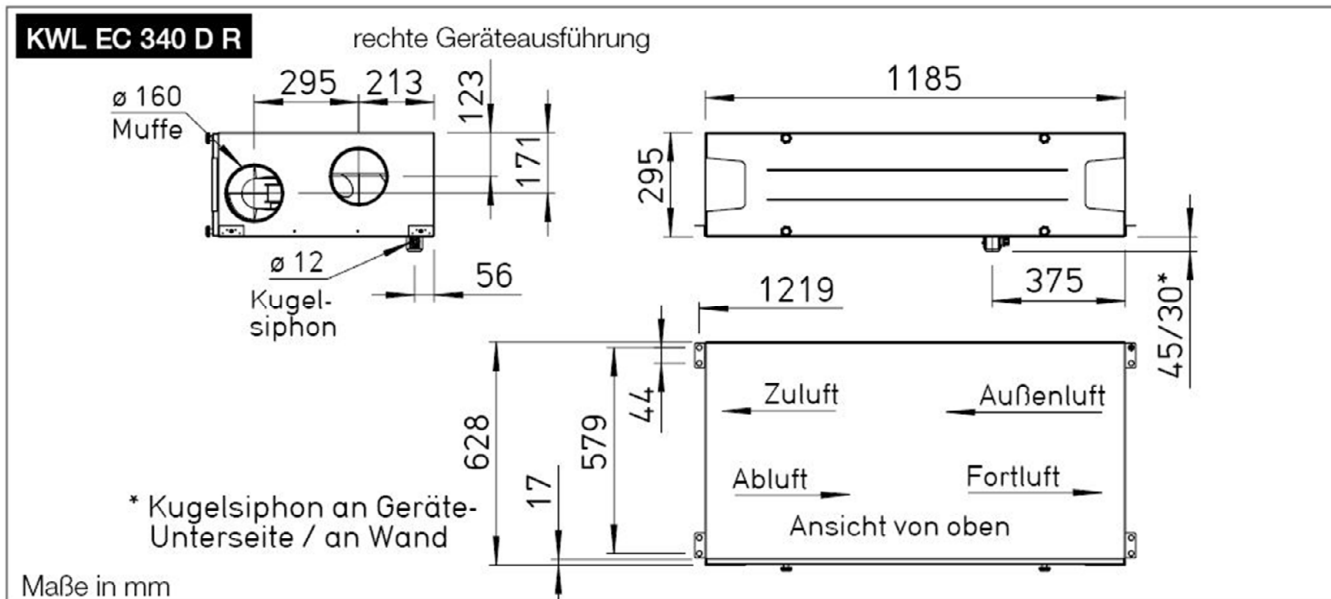 KWL EC 340 D R
rechte Geräteausführung
295
213
123
171
ø 160
Muffe
ø 12
Kugel-
siphon
56
1185
295
375
45/30*
1219
628
579
44
17
Zuluft
Außenluft
Abluft
Fortluft
Ansicht von oben
* Kugelsiphon an Geräte-
Unterseite / an Wand
Maße in mm